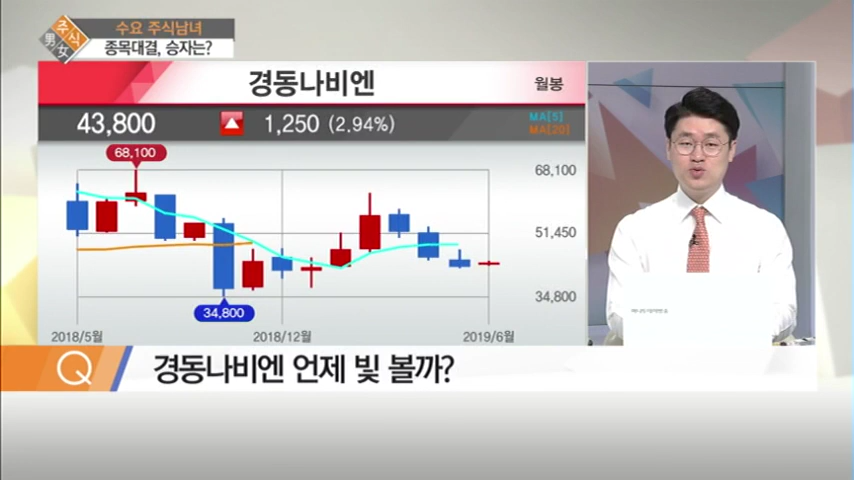 주
식
男
女
수요 주식남녀
종목대결, 승자는?
경동나비엔
월봉
43,800
1,250 (2.94%)
MA[5]
MA[20]
68,100
68,100
51,450
34,800
34,800
2018/5월
2018/12월
2019/6월
Q
경동나비엔 언제 빛 볼까?